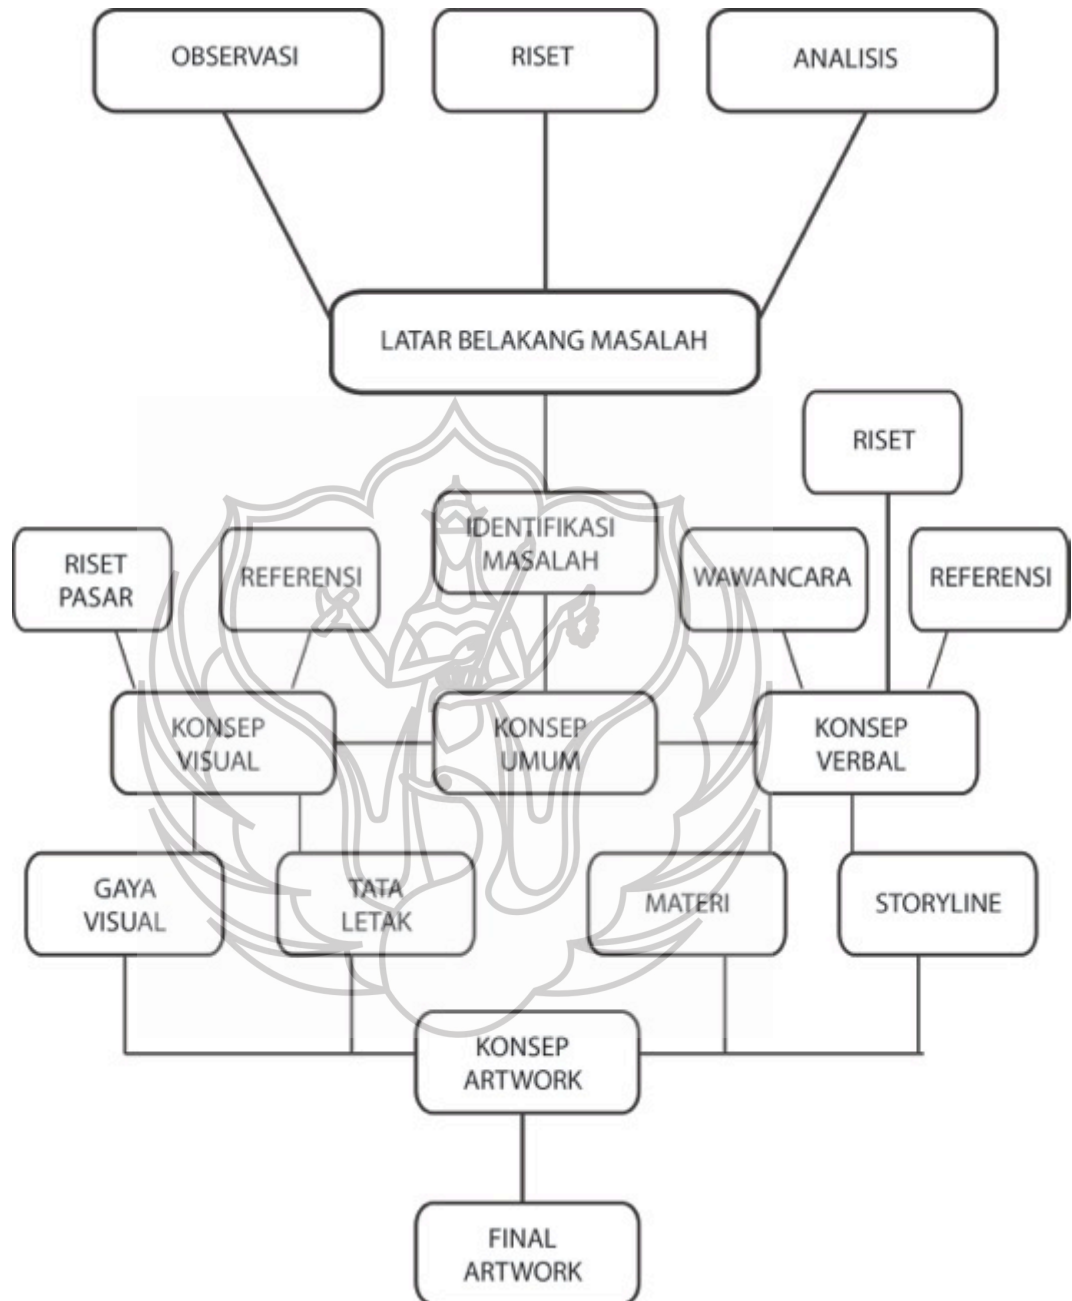 OBSERVASI
RISET
ANALISIS
LATAR BELAKANG MASALAH
RISET
IDENTIFIKASI
MASALAH
RISET
PASAR
REFERENSI
WAWANCARA
REFERENSI
KONSEP
VISUAL
KONSEP
UMUM
KONSEP
VERBAL
GAYA
VISUAL
TATA
LETAK
MATERI
STORYLINE
KONSEP
ARTWORK
FINAL
ARTWORK